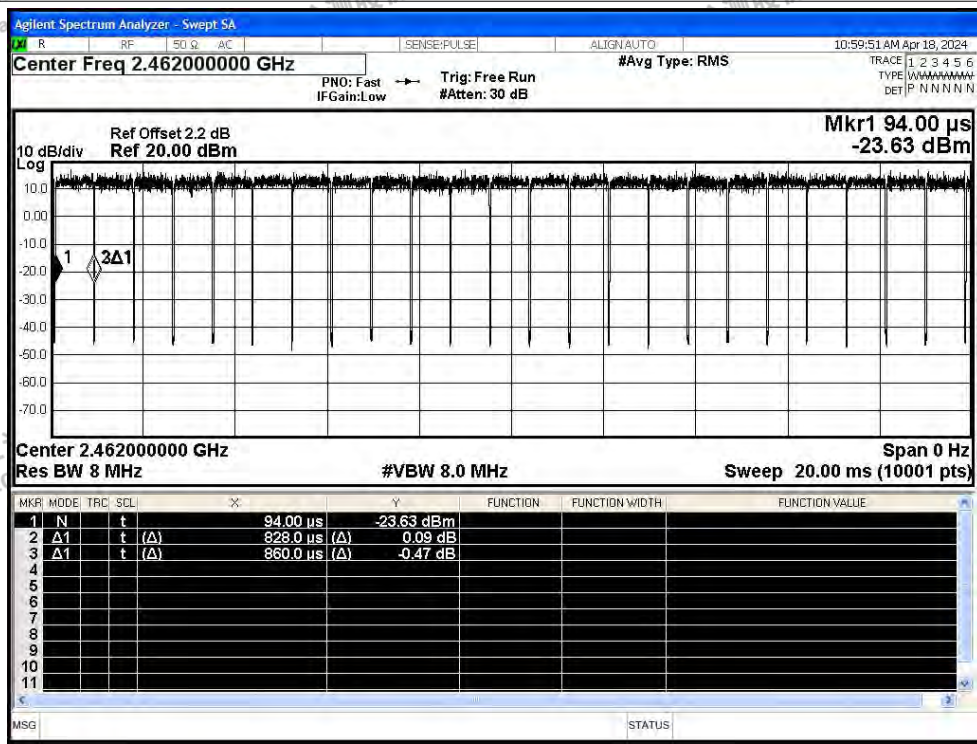 Agilent Spectrum Analyzer - Swept SA
R RF 50 Ω AC SENSE:PULSE ALIGN AUTO 10:59:51 AM Apr 18, 2024
Center Freq 2.462000000 GHz #Avg Type: RMS TRACE 1 2 3 4 5 6
PNO: Fast Trig: Free Run TYPE WWWWWW
IFGain:Low #Atten: 30 dB DET P N N N N N
Mkr1 94.00 µs
Ref Offset 2.2 dB
10 dB/div Ref 20.00 dBm -23.63 dBm
Log
10.0
0.00
-10.0
1 3Δ1
-20.0
-30.0
-40.0
-50.0
-60.0
-70.0
Center 2.462000000 GHz Span 0 Hz
Res BW 8 MHz #VBW 8.0 MHz Sweep 20.00 ms (10001 pts)
MKR MODE TRC SCL X Y FUNCTION FUNCTION WIDTH FUNCTION VALUE
1 N t 94.00 µs -23.63 dBm
2 Δ1 t (Δ) 828.0 µs (Δ) 0.09 dB
3 Δ1 t (Δ) 860.0 µs (Δ) -0.47 dB
4
5
6
7
8
9
10
11
MSG STATUS